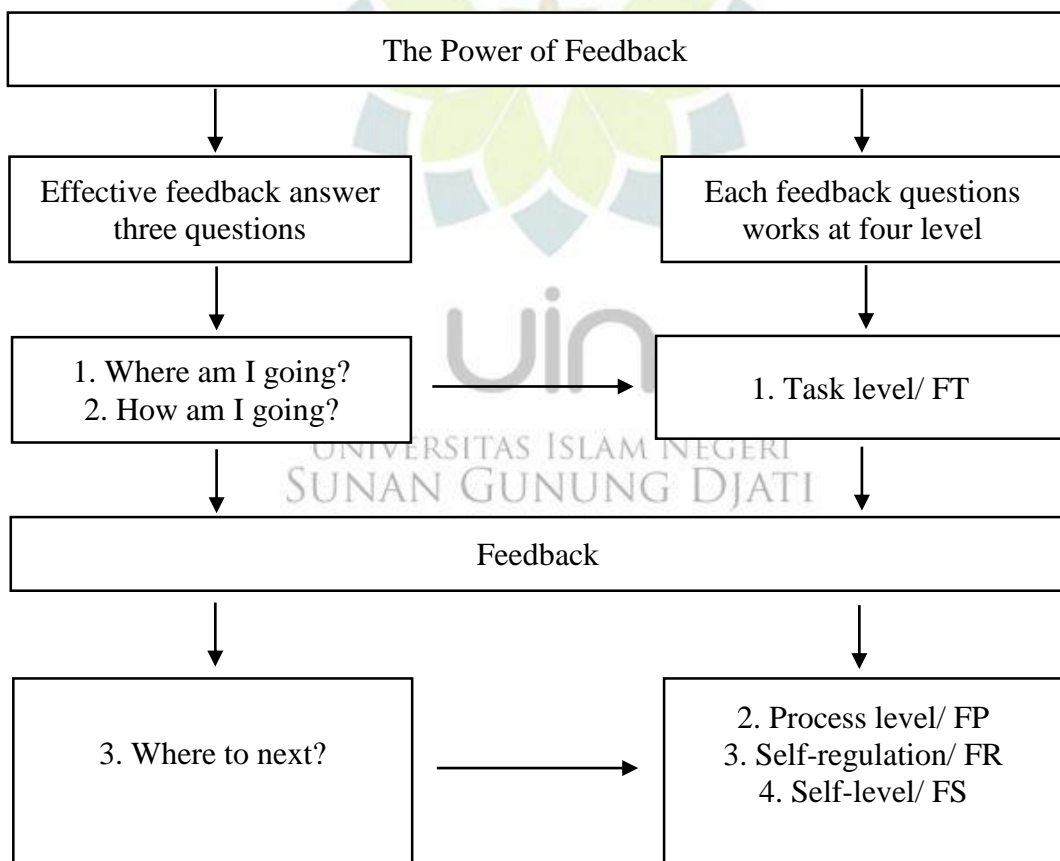 The Power of Feedback
Effective feedback answer
three questions
Each feedback questions
works at four level
1. Where am I going?
2. How am I going?
1. Task level/ FT
uin
UNIVERSITAS ISLAM NEGERI
SUNAN GUNUNG DJATI
Feedback
3. Where to next?
2. Process level/ FP
3. Self-regulation/ FR
4. Self-level/ FS